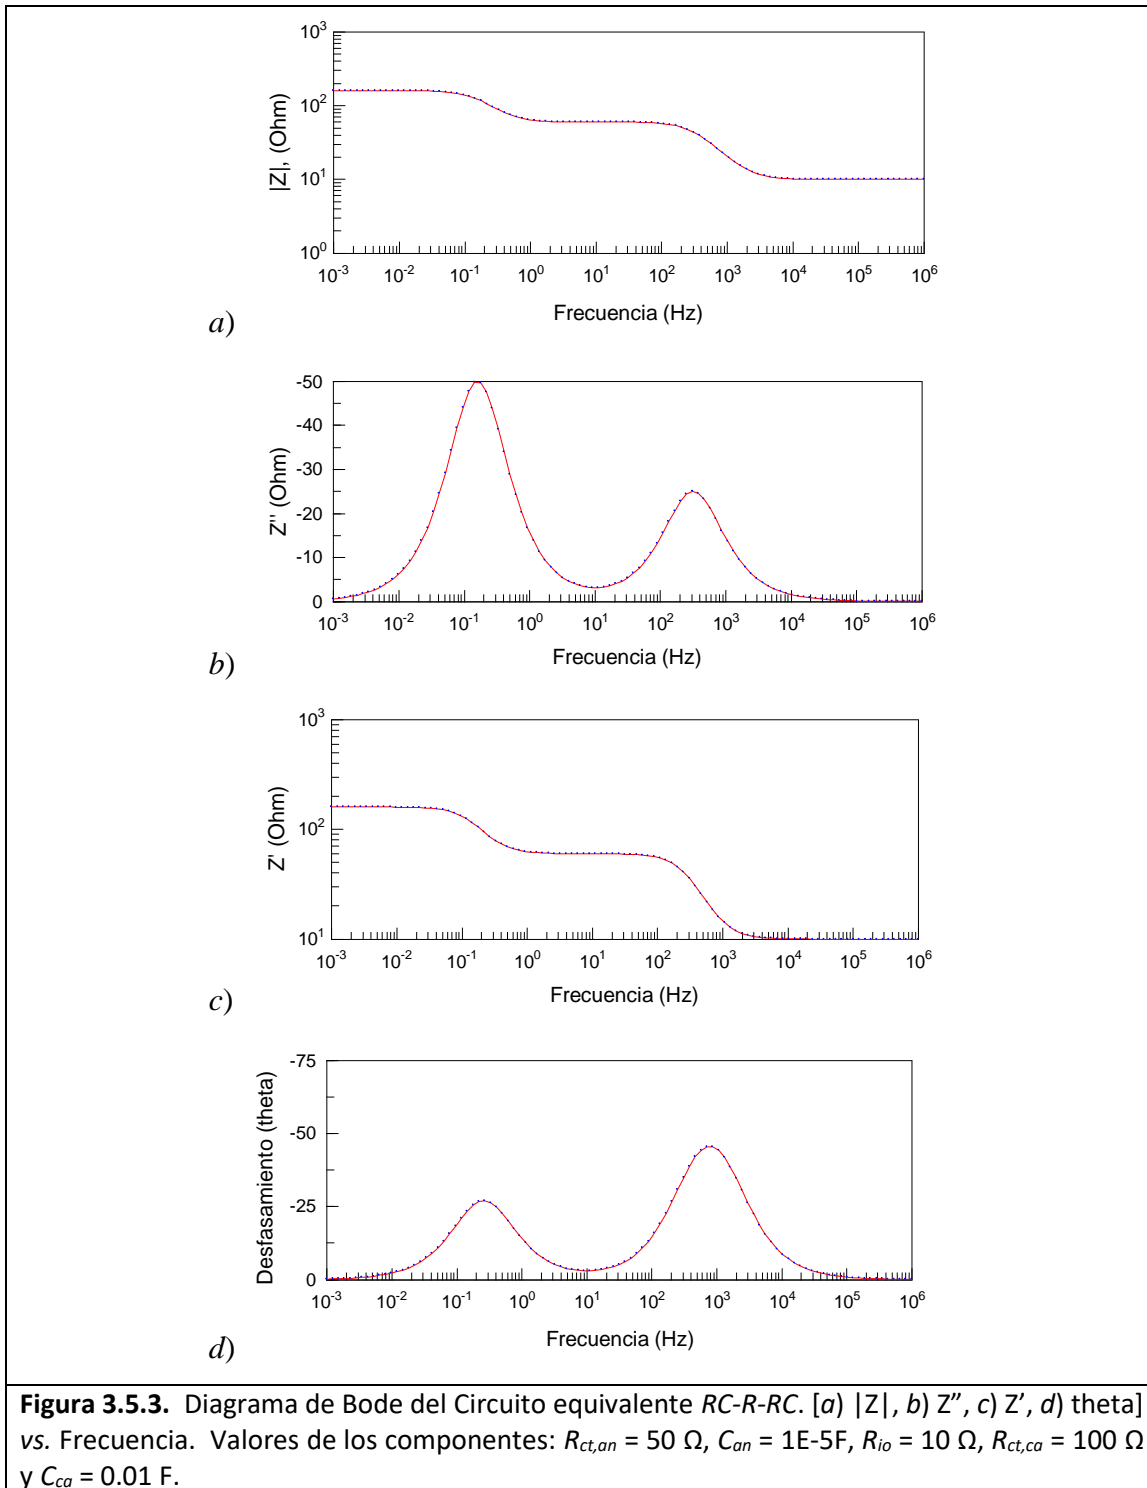 10³
10²
10¹
10⁰
|Z|, (Ohm)
10⁻³ 10⁻² 10⁻¹ 10⁰ 10¹ 10² 10³ 10⁴ 10⁵ 10⁶
Frecuencia (Hz)
a)
-50
-40
-30
-20
-10
0
Z'' (Ohm)
10⁻³ 10⁻² 10⁻¹ 10⁰ 10¹ 10² 10³ 10⁴ 10⁵ 10⁶
Frecuencia (Hz)
b)
10³
10²
10¹
Z' (Ohm)
10⁻³ 10⁻² 10⁻¹ 10⁰ 10¹ 10² 10³ 10⁴ 10⁵ 10⁶
Frecuencia (Hz)
c)
-75
-50
-25
0
Desfasamiento (theta)
10⁻³ 10⁻² 10⁻¹ 10⁰ 10¹ 10² 10³ 10⁴ 10⁵ 10⁶
Frecuencia (Hz)
d)
Figura 3.5.3. Diagrama de Bode del Circuito equivalente RC-R-RC. [a) |Z|, b) Z”, c) Z’, d) theta]
vs. Frecuencia. Valores de los componentes: Rct,an = 50 Ω, Can = 1E-5F, Rio = 10 Ω, Rct,ca = 100 Ω
y Cca = 0.01 F.